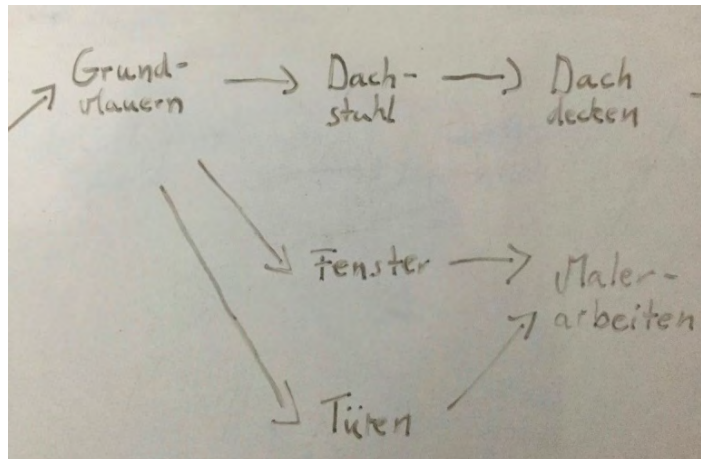 Grund-
mauern
Dach-
stuhl
Dach
decken
Fenster
Maler-
arbeiten
Türen